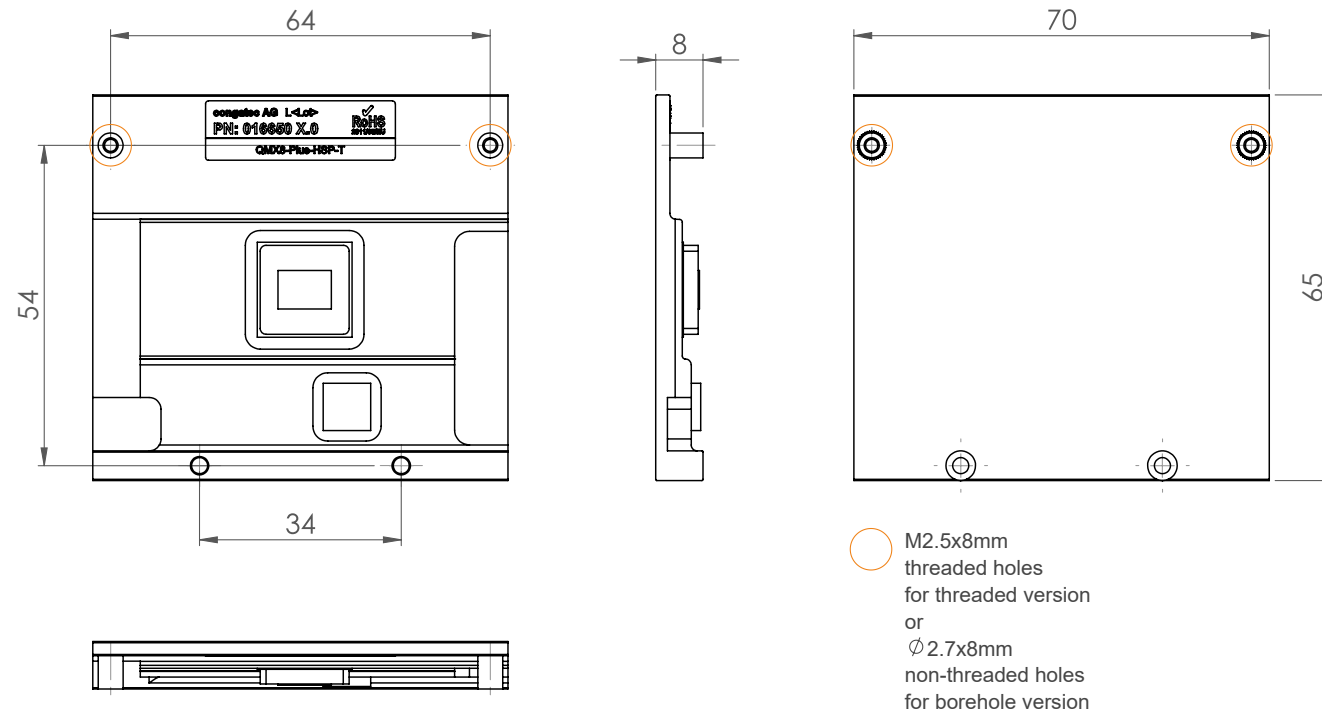 64
8
70
congatec AG L<Lot>
PN: 016650 X.0
RoHS
QMX8-Plus-HSP-T
54
65
34
M2.5x8mm
threaded holes
for threaded version
or
∅2.7x8mm
non-threaded holes
for borehole version